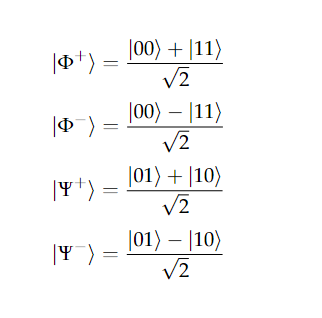 |Φ⁺⟩ = (|00⟩ + |11⟩)/√2
|Φ⁻⟩ = (|00⟩ − |11⟩)/√2
|Ψ⁺⟩ = (|01⟩ + |10⟩)/√2
|Ψ⁻⟩ = (|01⟩ − |10⟩)/√2